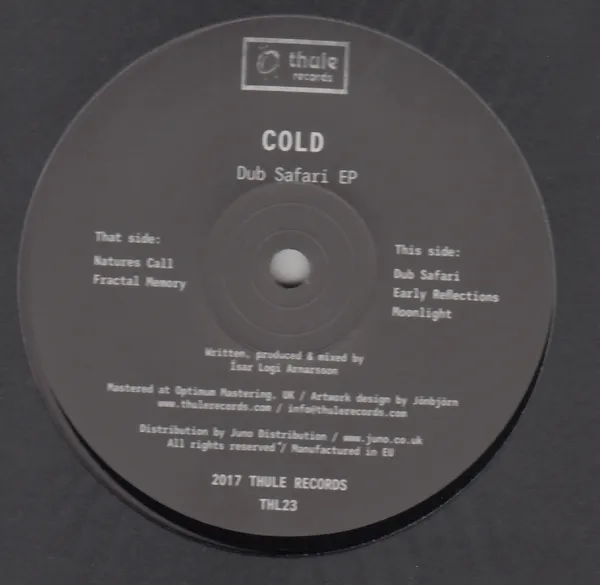 thule
records
COLD
Dub Safari EP
That side:
Natures Call
Fractal Memory
This side:
Dub Safari
Early Reflections
Moonlight
Written, produced & mixed by
Ísar Logi Arnarsson
Mastered at Optimum Mastering, UK / Artwork design by Jónbjörn
www.thulerecords.com / info@thulerecords.com
Distribution by Juno Distribution / www.juno.co.uk
All rights reserved / Manufactured in EU
2017 THULE RECORDS
THL23